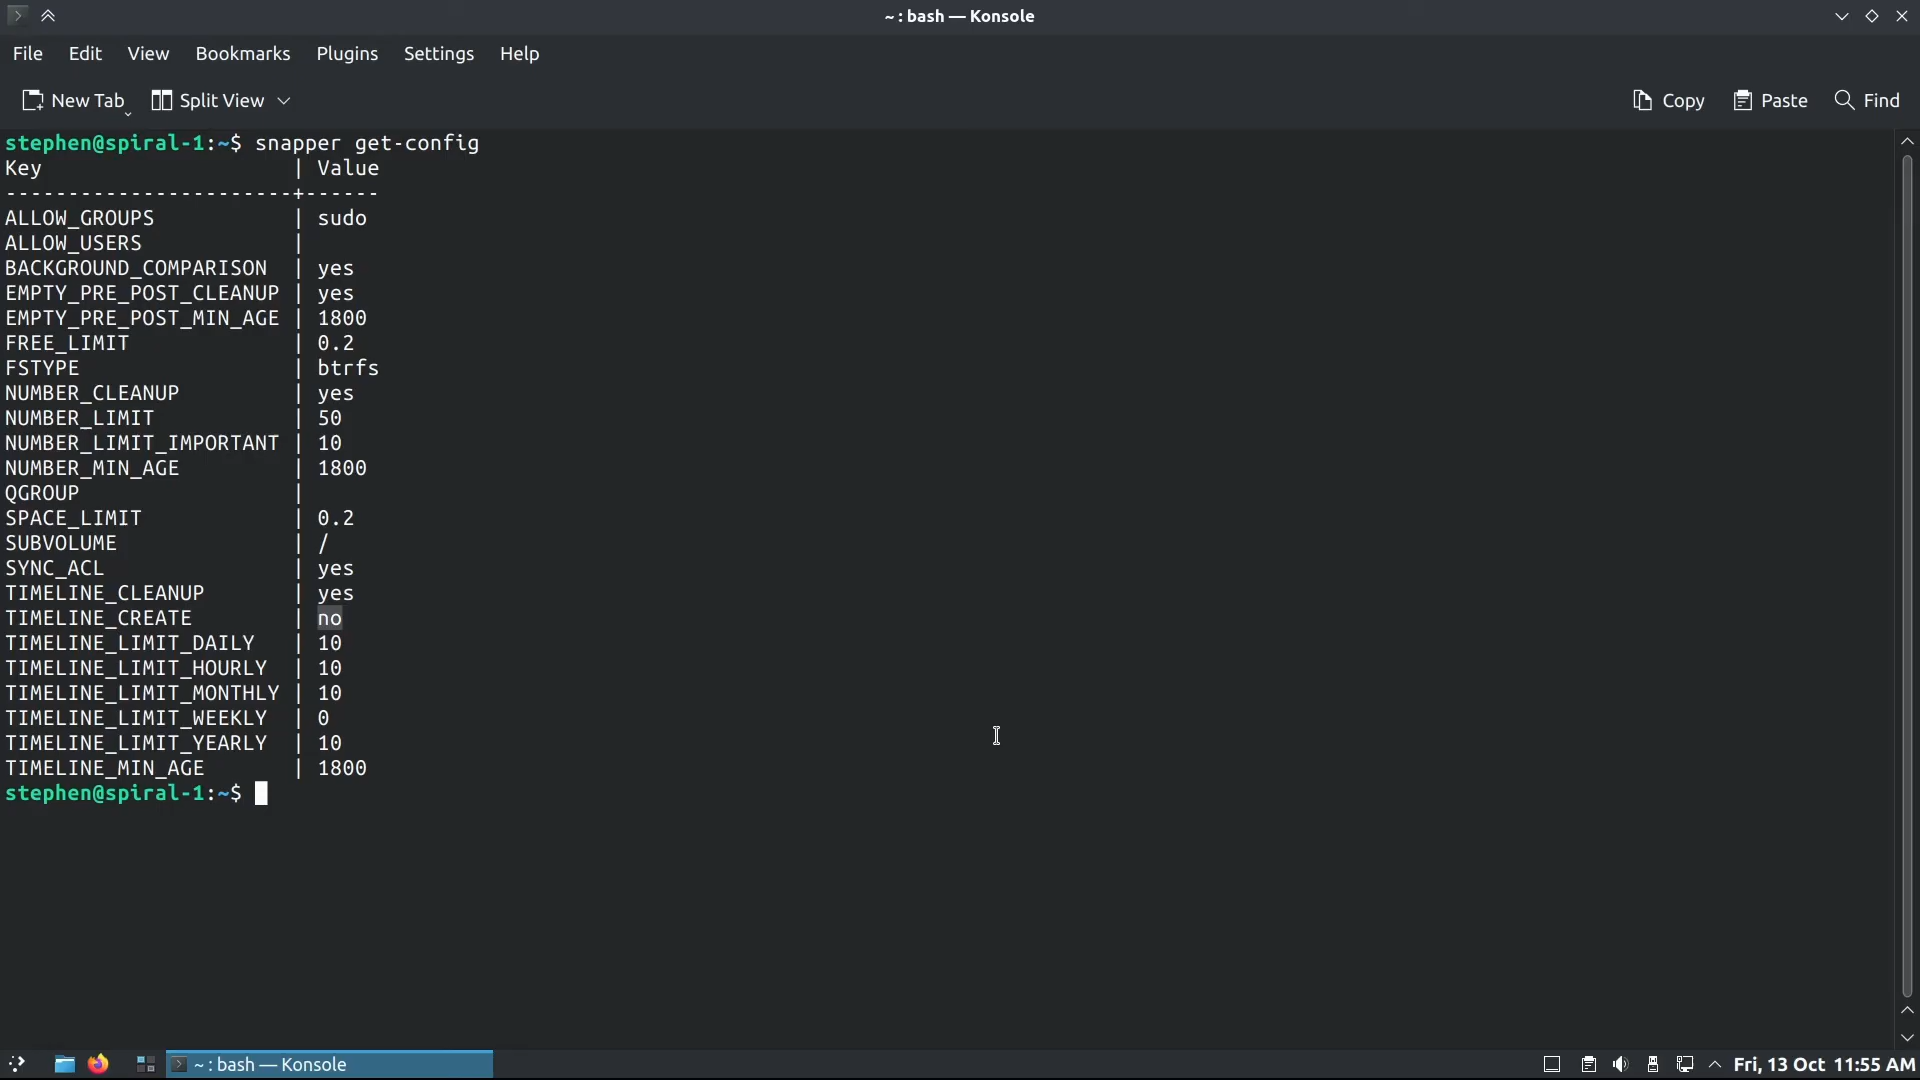 ~ : bash — Konsole
File Edit View Bookmarks Plugins Settings Help
New Tab Split View Copy Paste Find
stephen@spiral-1:~$ snapper get-config
Key                    | Value
-----------------------+------
ALLOW_GROUPS           | sudo
ALLOW_USERS            |
BACKGROUND_COMPARISON  | yes
EMPTY_PRE_POST_CLEANUP | yes
EMPTY_PRE_POST_MIN_AGE | 1800
FREE_LIMIT             | 0.2
FSTYPE                 | btrfs
NUMBER_CLEANUP         | yes
NUMBER_LIMIT           | 50
NUMBER_LIMIT_IMPORTANT | 10
NUMBER_MIN_AGE         | 1800
QGROUP                 |
SPACE_LIMIT            | 0.2
SUBVOLUME              | /
SYNC_ACL               | yes
TIMELINE_CLEANUP       | yes
TIMELINE_CREATE        | no
TIMELINE_LIMIT_DAILY   | 10
TIMELINE_LIMIT_HOURLY  | 10
TIMELINE_LIMIT_MONTHLY | 10
TIMELINE_LIMIT_WEEKLY  | 0
TIMELINE_LIMIT_YEARLY  | 10
TIMELINE_MIN_AGE       | 1800
stephen@spiral-1:~$
~ : bash — Konsole Fri, 13 Oct 11:55 AM